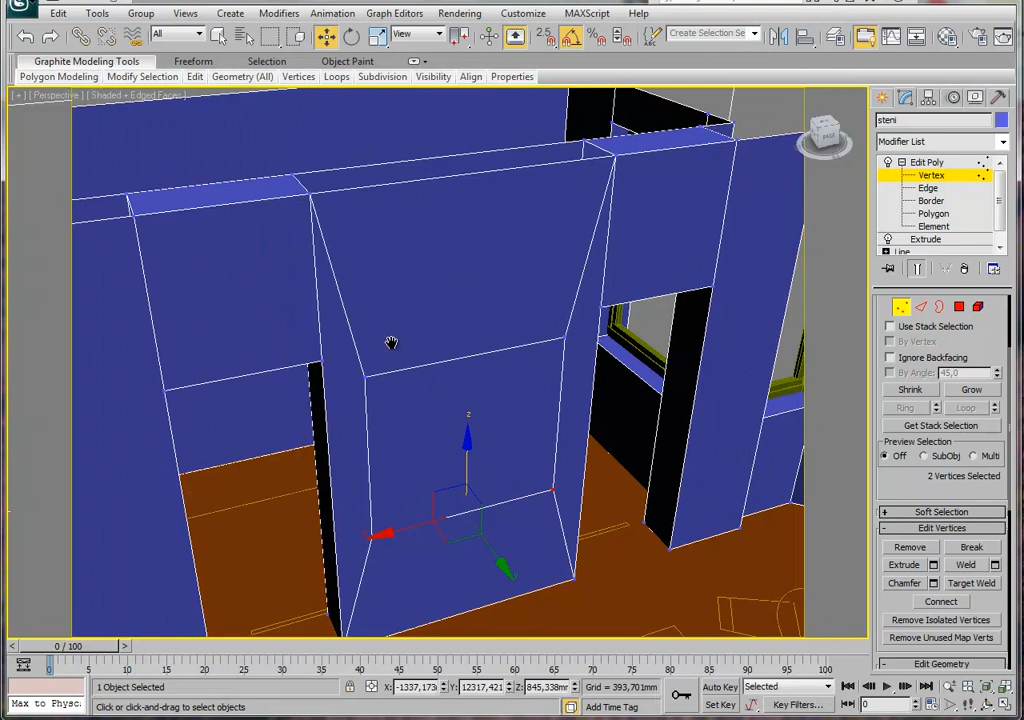 Edit Tools Group Views Create Modifiers Animation Graph Editors Rendering Customize MAXScript Help
All View 2.5 Create Selection Se
Graphite Modeling Tools Freeform Selection Object Paint
Polygon Modeling Modify Selection Edit Geometry (All) Vertices Loops Subdivision Visibility Align Properties
[ + ] [ Perspective ] [ Shaded + Edged Faces ]
BACK
steni
Modifier List
Edit Poly
Vertex
Edge
Border
Polygon
Element
Extrude
Line
Use Stack Selection
By Vertex
Ignore Backfacing
By Angle: 45,0
Shrink Grow
Ring Loop
Get Stack Selection
Preview Selection
Off SubObj Multi
2 Vertices Selected
+ Soft Selection
- Edit Vertices
Remove Break
Extrude Weld
Chamfer Target Weld
Connect
Remove Isolated Vertices
Remove Unused Map Verts
- Edit Geometry
z
< 0 / 100 >
0 5 10 15 20 25 30 35 40 45 50 55 60 65 70 75 80 85 90 95 100
1 Object Selected X: -1337,173 Y: 12317,421 Z: 845,338mr Grid = 393,701mm Auto Key Selected
Max to Physc. Click or click-and-drag to select objects Add Time Tag Set Key Key Filters... 0